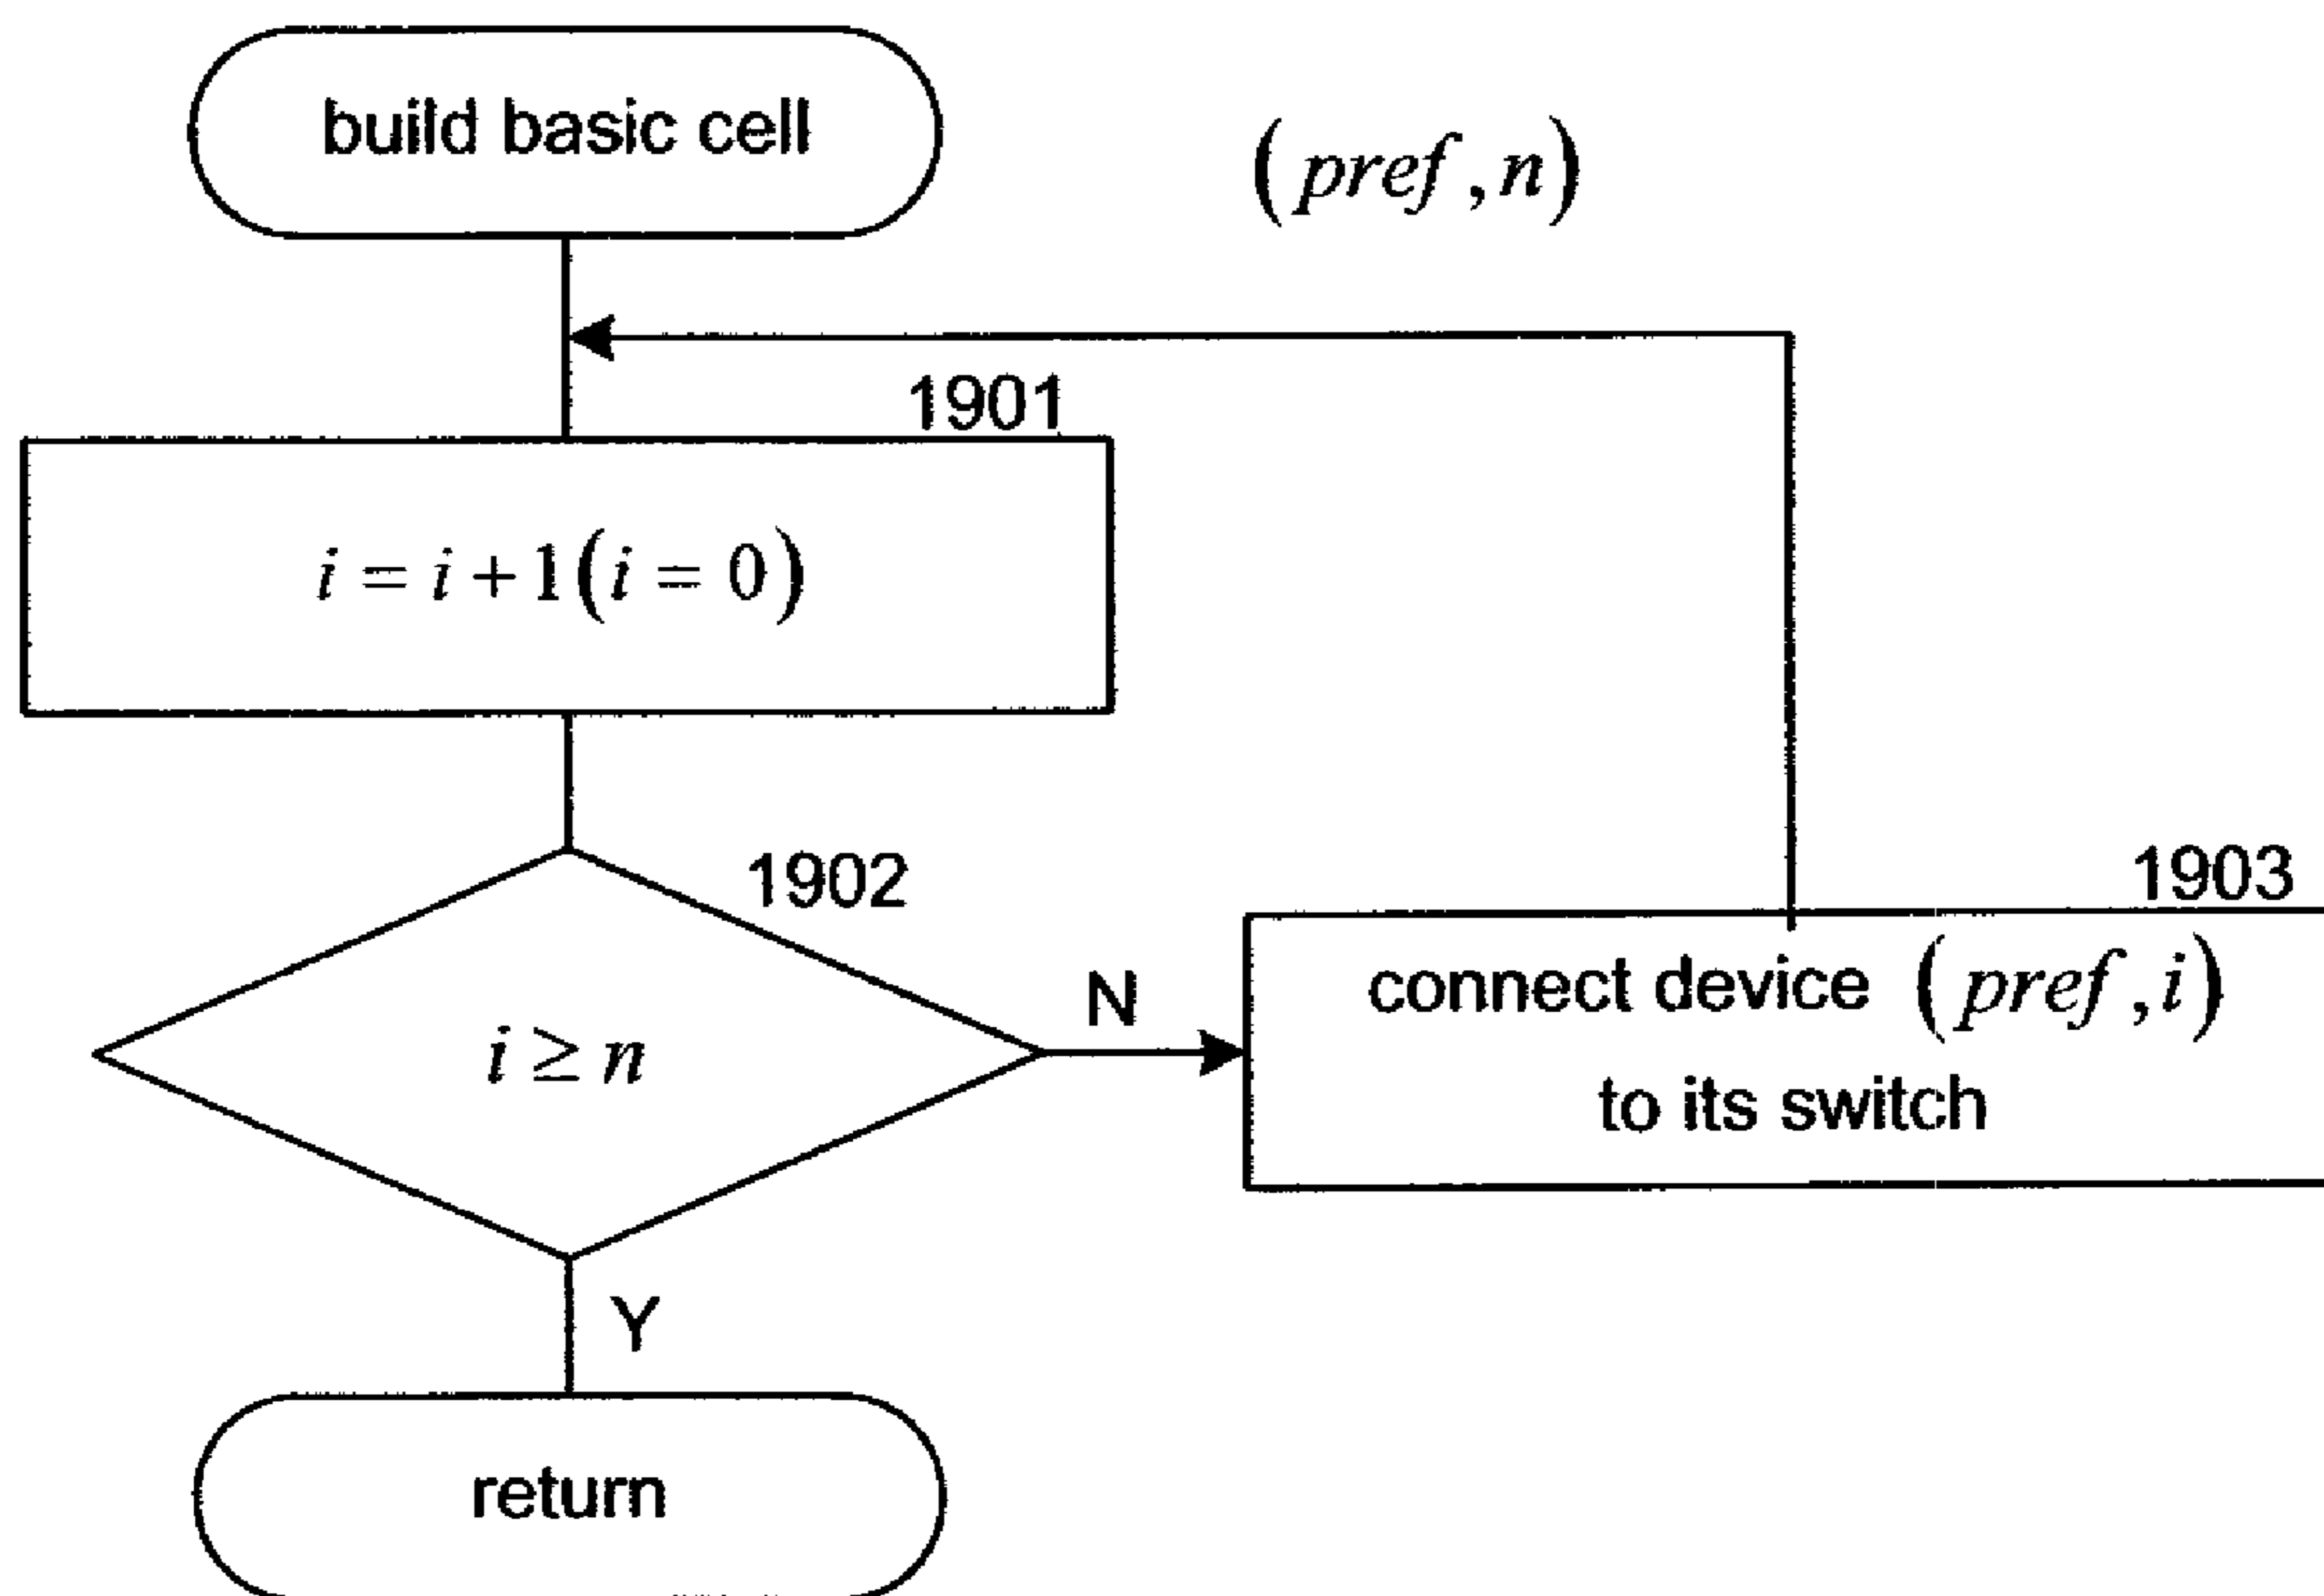 build basic cell
(pref, n)
1901
i = i + 1(i = 0)
1902
i ≥ n
N
1903
connect device (pref, i)
to its switch
Y
return